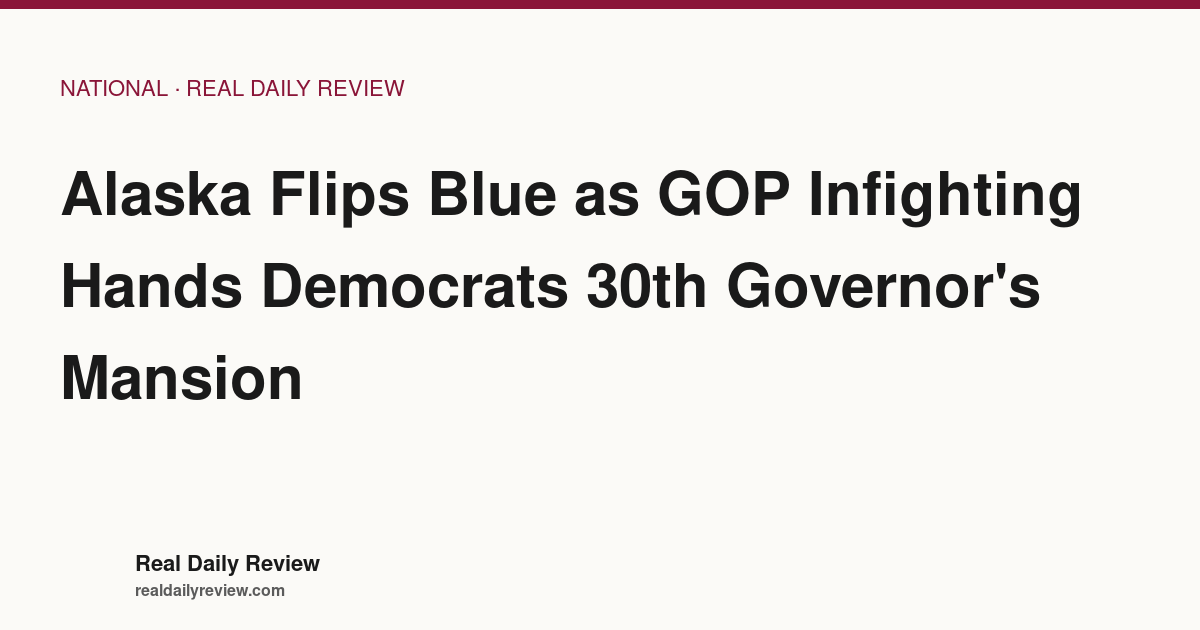 NATIONAL · REAL DAILY REVIEW
Alaska Flips Blue as GOP Infighting
Hands Democrats 30th Governor's
Mansion
Real Daily Review
realdailyreview.com